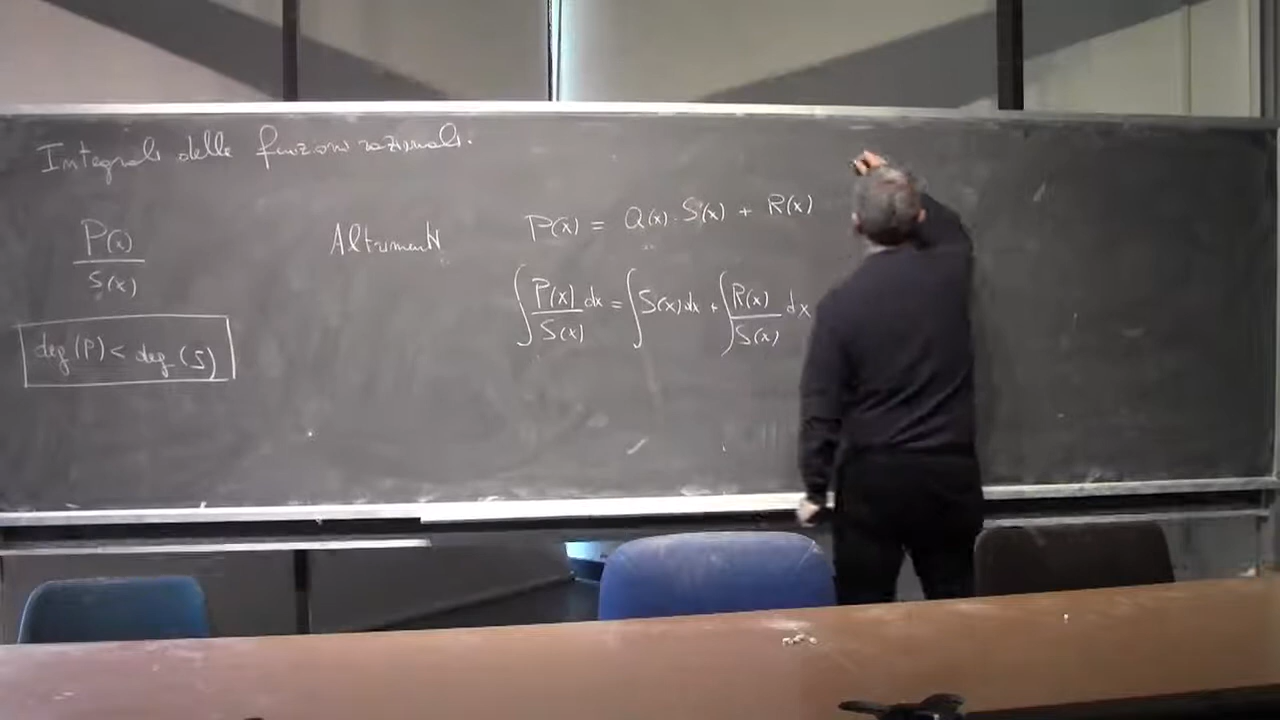 Integrali delle funzioni razionali.
P(x)/S(x)
deg(P) < deg(S)
Altrimenti
P(x) = Q(x)·S(x) + R(x)
∫ P(x)/S(x) dx = ∫ S(x) dx + ∫ R(x)/S(x) dx